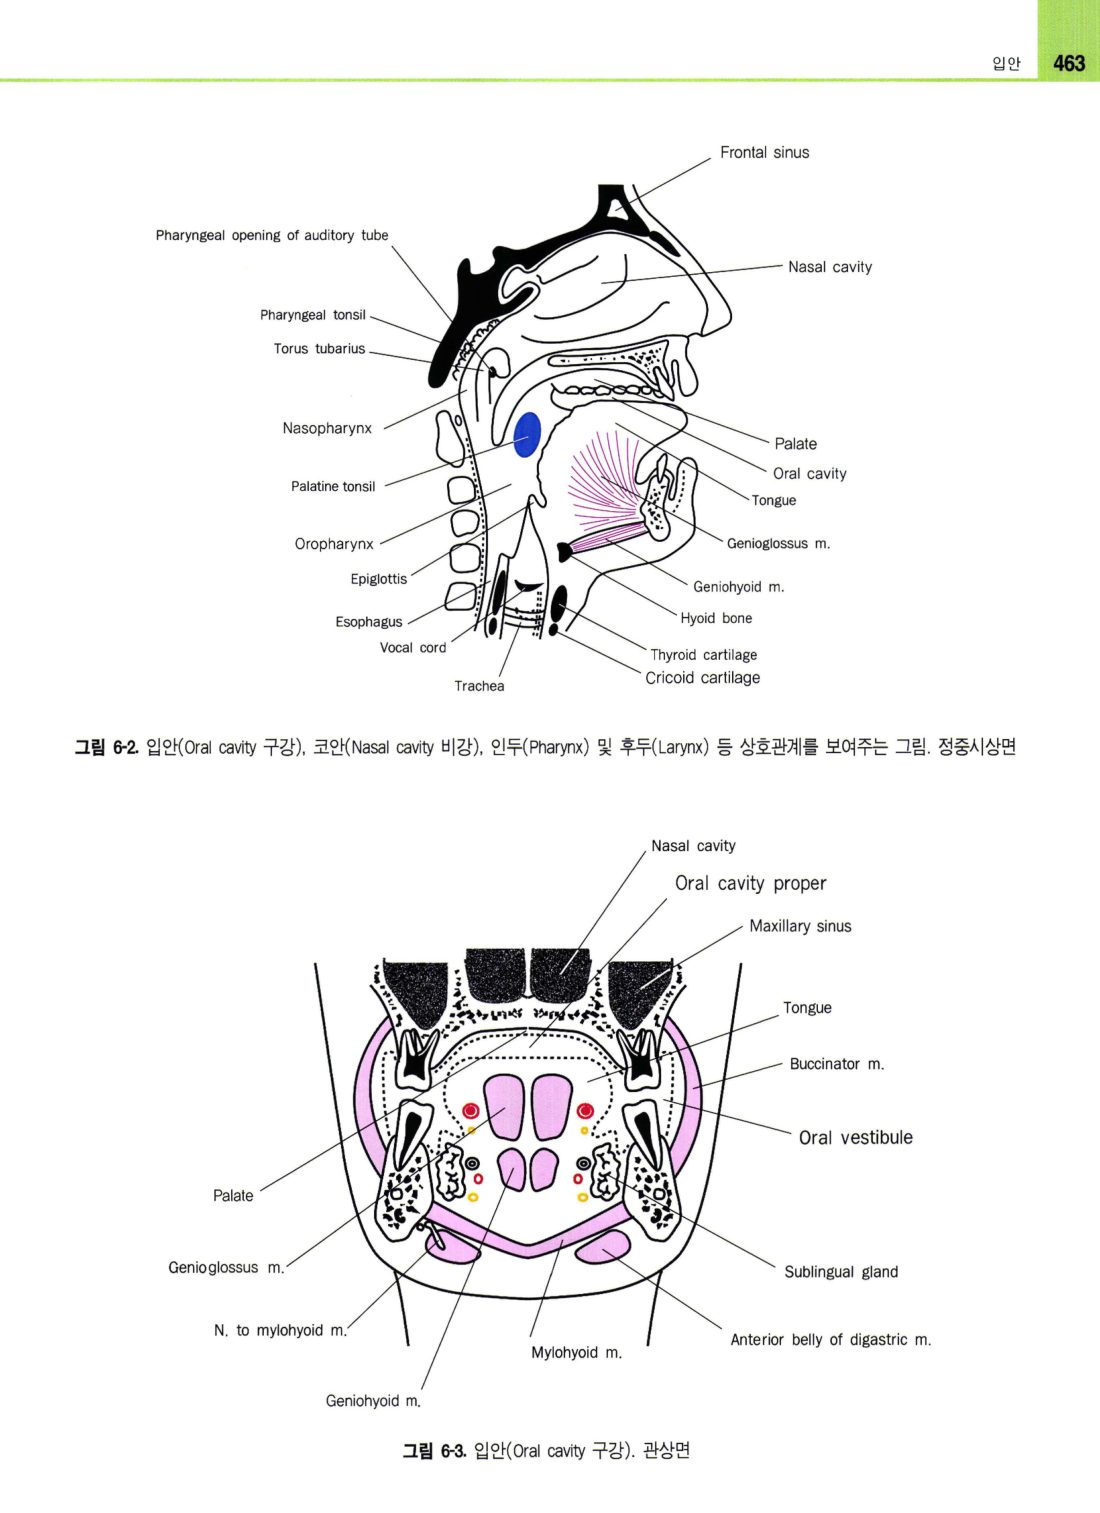 입안 463
Frontal sinus
Pharyngeal opening of auditory tube
Nasal cavity
Pharyngeal tonsil
Torus tubarius
Nasopharynx
Palate
Oral cavity
Palatine tonsil
Tongue
Oropharynx
Genioglossus m.
Epiglottis
Geniohyoid m.
Esophagus
Hyoid bone
Vocal cord
Thyroid cartilage
Cricoid cartilage
Trachea
그림 6-2. 입안(Oral cavity 구강), 코안(Nasal cavity 비강), 인두(Pharynx) 및 후두(Larynx) 등 상호관계를 보여주는 그림. 정중시상면
Nasal cavity
Oral cavity proper
Maxillary sinus
Tongue
Buccinator m.
Oral vestibule
Palate
Genioglossus m.
Sublingual gland
N. to mylohyoid m.
Anterior belly of digastric m.
Mylohyoid m.
Geniohyoid m.
그림 6-3. 입안(Oral cavity 구강). 관상면